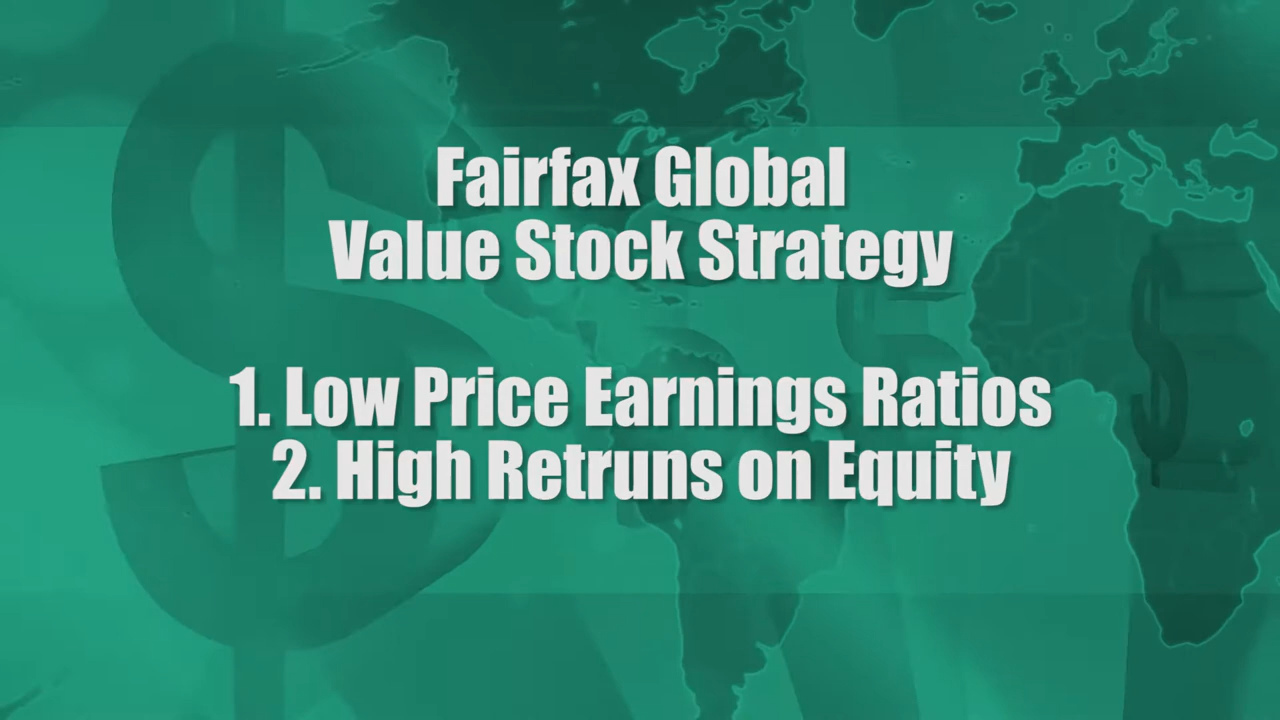 Fairfax Global
Value Stock Strategy
1. Low Price Earnings Ratios
2. High Retruns on Equity